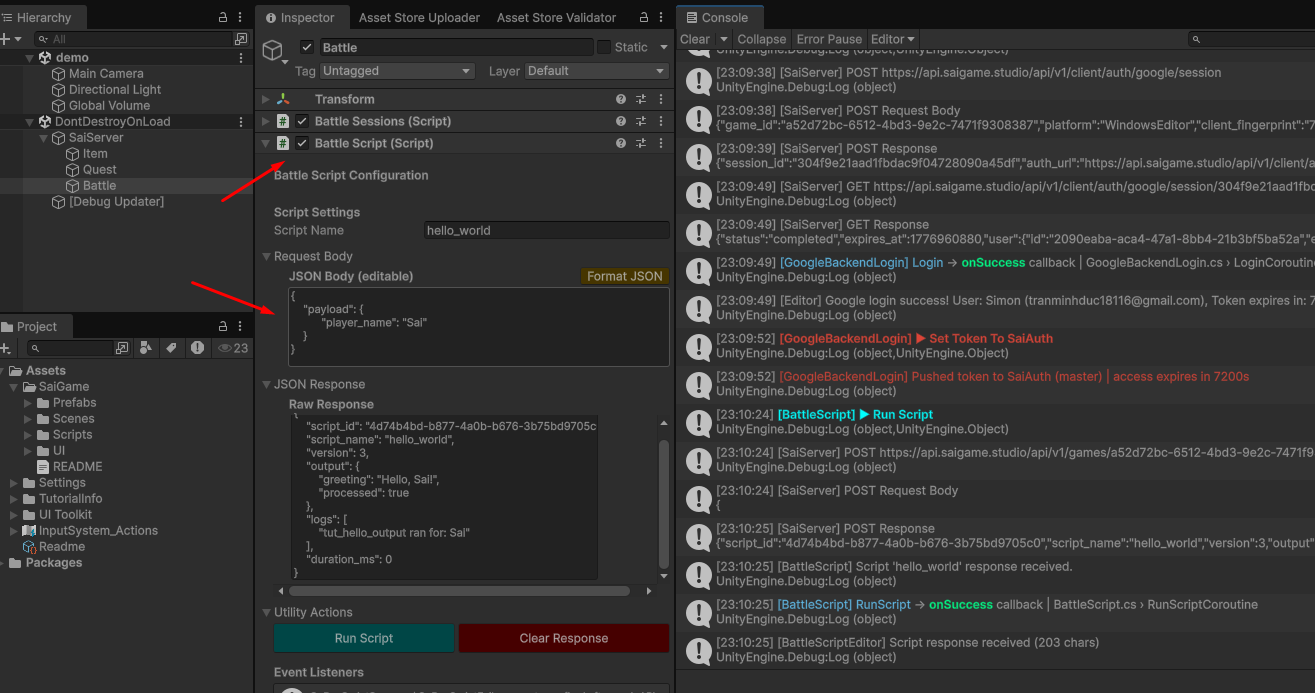 Hierarchy
All
demo
Main Camera
Directional Light
Global Volume
DontDestroyOnLoad
SaiServer
Item
Quest
Battle
[Debug Updater]
Project
23
Assets
SaiGame
Prefabs
Scenes
Scripts
UI
README
Settings
TutorialInfo
UI Toolkit
InputSystem_Actions
Readme
Packages
Inspector Asset Store Uploader Asset Store Validator
Battle Static
Tag Untagged Layer Default
Transform
# Battle Sessions (Script)
# Battle Script (Script)
Battle Script Configuration
Script Settings
Script Name hello_world
Request Body
JSON Body (editable) Format JSON
{
"payload": {
"player_name": "Sai"
}
}
JSON Response
Raw Response
{
"script_id": "4d74b4bd-b877-4a0b-b676-3b75bd9705c
"script_name": "hello_world",
"version": 3,
"output": {
"greeting": "Hello, Sai!",
"processed": true
},
"logs": [
"tut_hello_output ran for: Sai"
],
"duration_ms": 0
}
Utility Actions
Run Script Clear Response
Event Listeners
Console
Clear Collapse Error Pause Editor
UnityEngine.Debug:Log (object,UnityEngine.Object)
[23:09:38] [SaiServer] POST https://api.saigame.studio/api/v1/client/auth/google/session
UnityEngine.Debug:Log (object)
[23:09:38] [SaiServer] POST Request Body
{"game_id":"a52d72bc-6512-4bd3-9e2c-7471f9308387","platform":"WindowsEditor","client_fingerprint":"7
[23:09:39] [SaiServer] POST Response
{"session_id":"304f9e21aad1fbdac9f04728090a45df","auth_url":"https://api.saigame.studio/api/v1/client/a
[23:09:49] [SaiServer] GET https://api.saigame.studio/api/v1/client/auth/google/session/304f9e21aad1fbd
UnityEngine.Debug:Log (object)
[23:09:49] [SaiServer] GET Response
{"status":"completed","expires_at":1776960880,"user":{"id":"2090eaba-aca4-47a1-8bb4-21b3bf5ba52a","e
[23:09:49] [GoogleBackendLogin] Login → onSuccess callback | GoogleBackendLogin.cs › LoginCoroutin
UnityEngine.Debug:Log (object)
[23:09:49] [Editor] Google login success! User: Simon (tranminhduc18116@gmail.com), Token expires in: 7
UnityEngine.Debug:Log (object)
[23:09:52] [GoogleBackendLogin] ▶ Set Token To SaiAuth
UnityEngine.Debug:Log (object,UnityEngine.Object)
[23:09:52] [GoogleBackendLogin] Pushed token to SaiAuth (master) | access expires in 7200s
UnityEngine.Debug:Log (object)
[23:10:24] [BattleScript] ▶ Run Script
UnityEngine.Debug:Log (object,UnityEngine.Object)
[23:10:24] [SaiServer] POST https://api.saigame.studio/api/v1/games/a52d72bc-6512-4bd3-9e2c-7471f9
UnityEngine.Debug:Log (object)
[23:10:24] [SaiServer] POST Request Body
{
[23:10:25] [SaiServer] POST Response
{"script_id":"4d74b4bd-b877-4a0b-b676-3b75bd9705c0","script_name":"hello_world","version":3,"output"
[23:10:25] [BattleScript] Script 'hello_world' response received.
UnityEngine.Debug:Log (object)
[23:10:25] [BattleScript] RunScript → onSuccess callback | BattleScript.cs › RunScriptCoroutine
UnityEngine.Debug:Log (object)
[23:10:25] [BattleScriptEditor] Script response received (203 chars)
UnityEngine.Debug:Log (object)